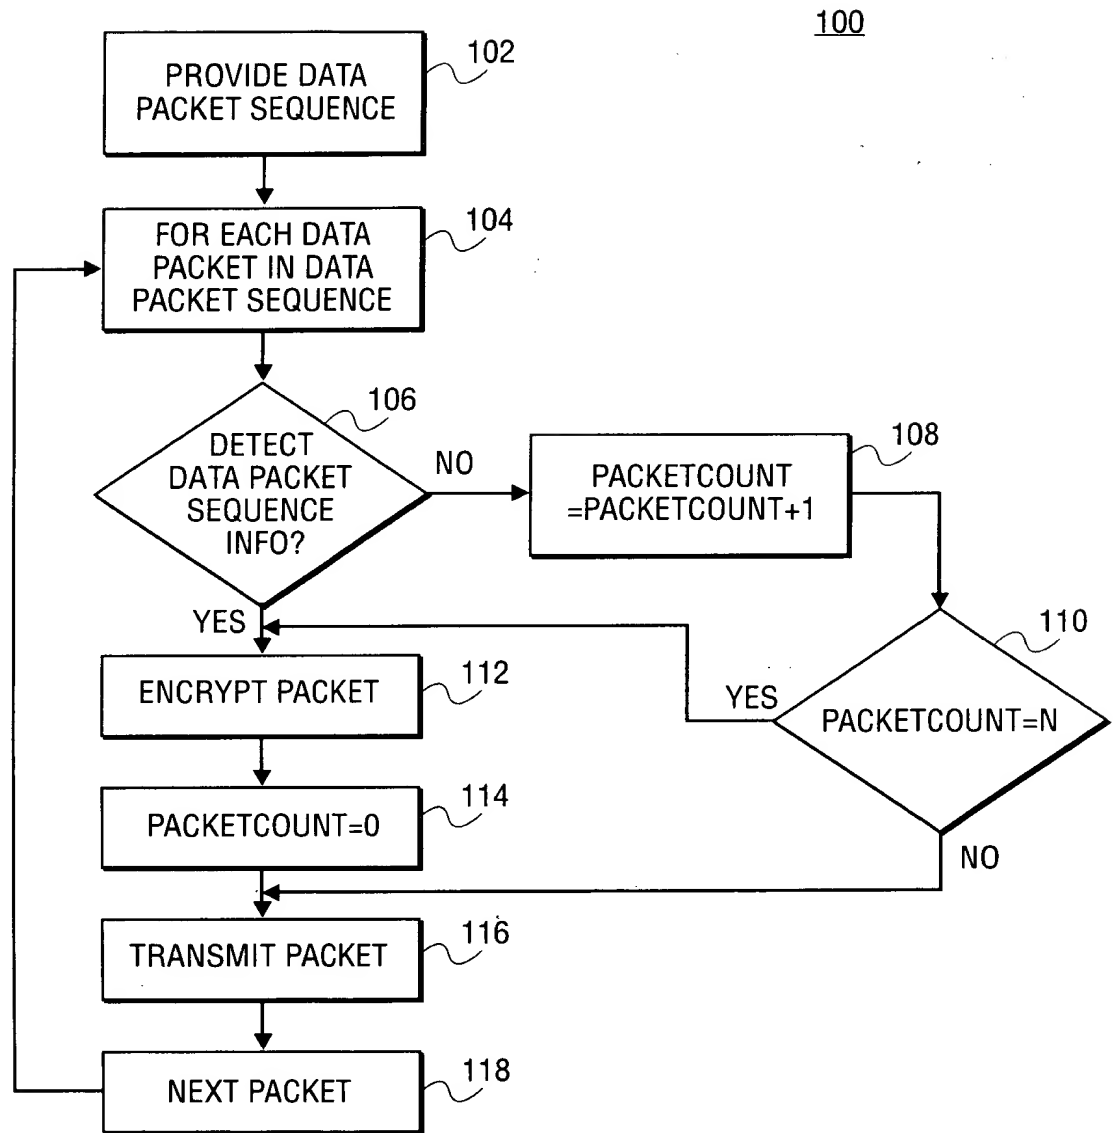 100
PROVIDE DATA
PACKET SEQUENCE
102
FOR EACH DATA
PACKET IN DATA
PACKET SEQUENCE
104
DETECT
DATA PACKET
SEQUENCE
INFO?
106
NO
PACKETCOUNT
=PACKETCOUNT+1
108
YES
PACKETCOUNT=N
110
YES
NO
ENCRYPT PACKET
112
PACKETCOUNT=0
114
TRANSMIT PACKET
116
NEXT PACKET
118